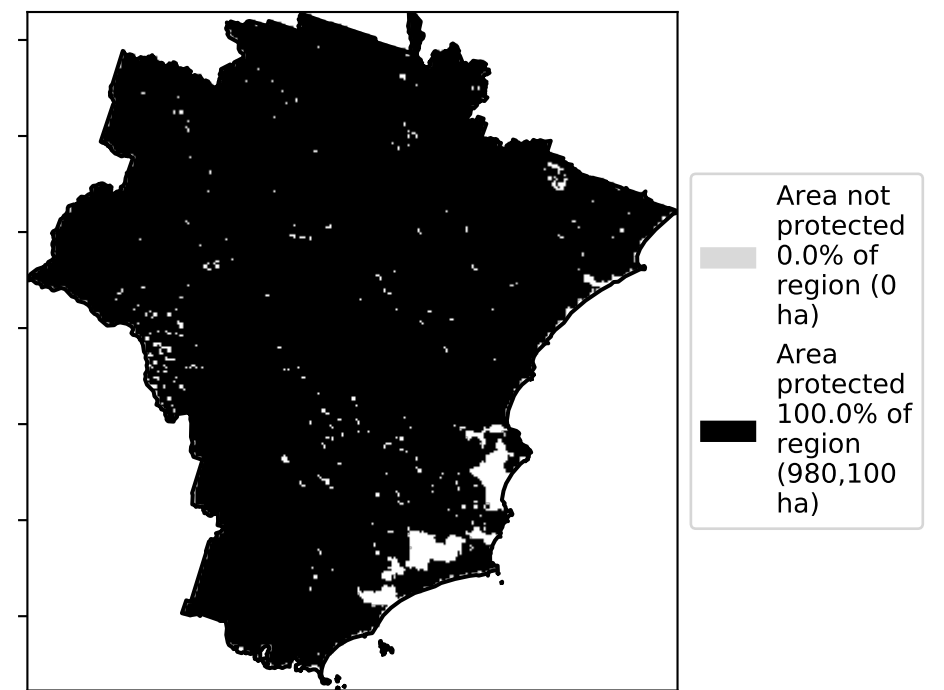 Area not
protected
0.0% of
region (0
ha)
Area
protected
100.0% of
region
(980,100
ha)